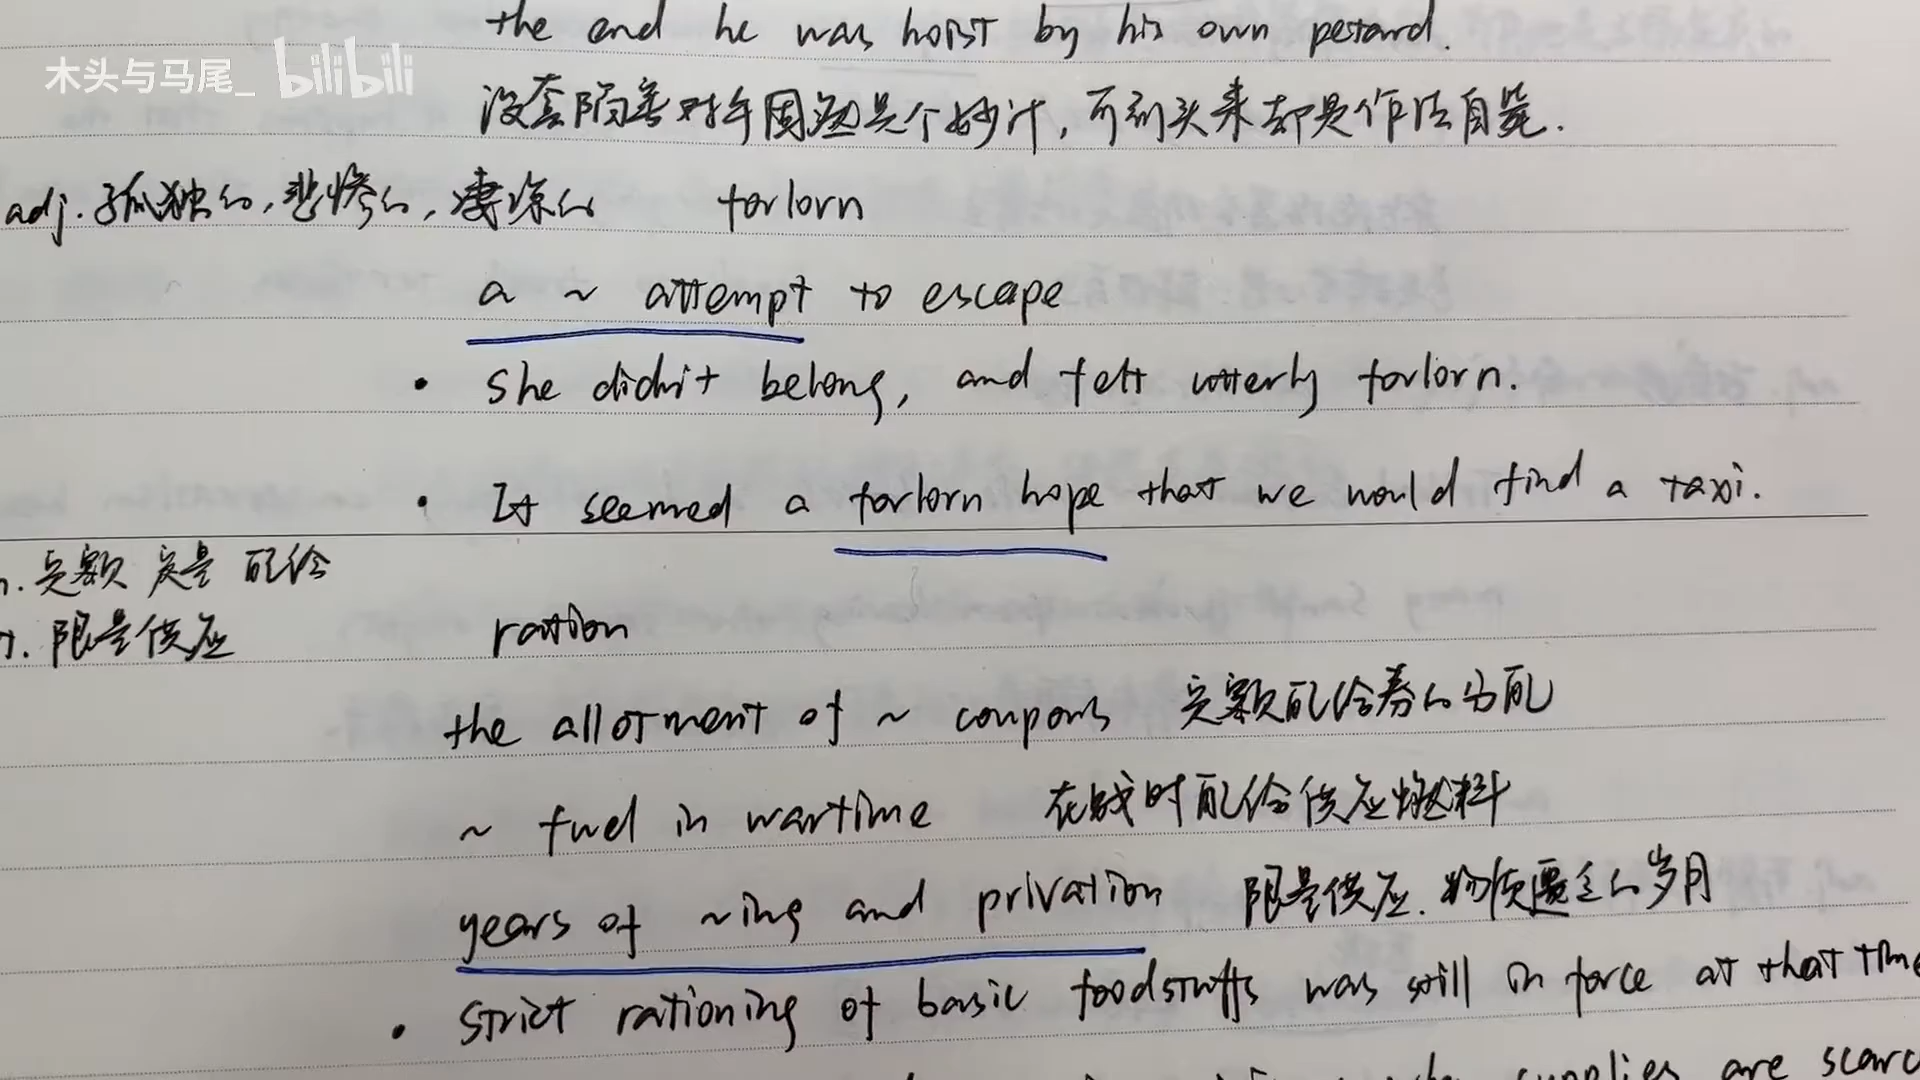 the end he was hoist by his own petard.
木头与马尾_ bilibili
设套陷害对手固然是个妙计，可到头来却是作法自毙.
adj. 孤独的，悲惨的，凄凉的 forlorn
a ~ attempt to escape
• She didn't belong, and felt utterly forlorn.
• It seemed a forlorn hope that we would find a taxi.
n. 定额 定量 配给
限量供应 ration
the allotment of ~ coupons 定额配给券的分配
~ fuel in wartime 在战时配给供应燃料
years of ~ing and privation 限量供应. 物质匮乏的岁月
• strict rationing of basic foodstuffs was still in force at that time
supplies are scarc